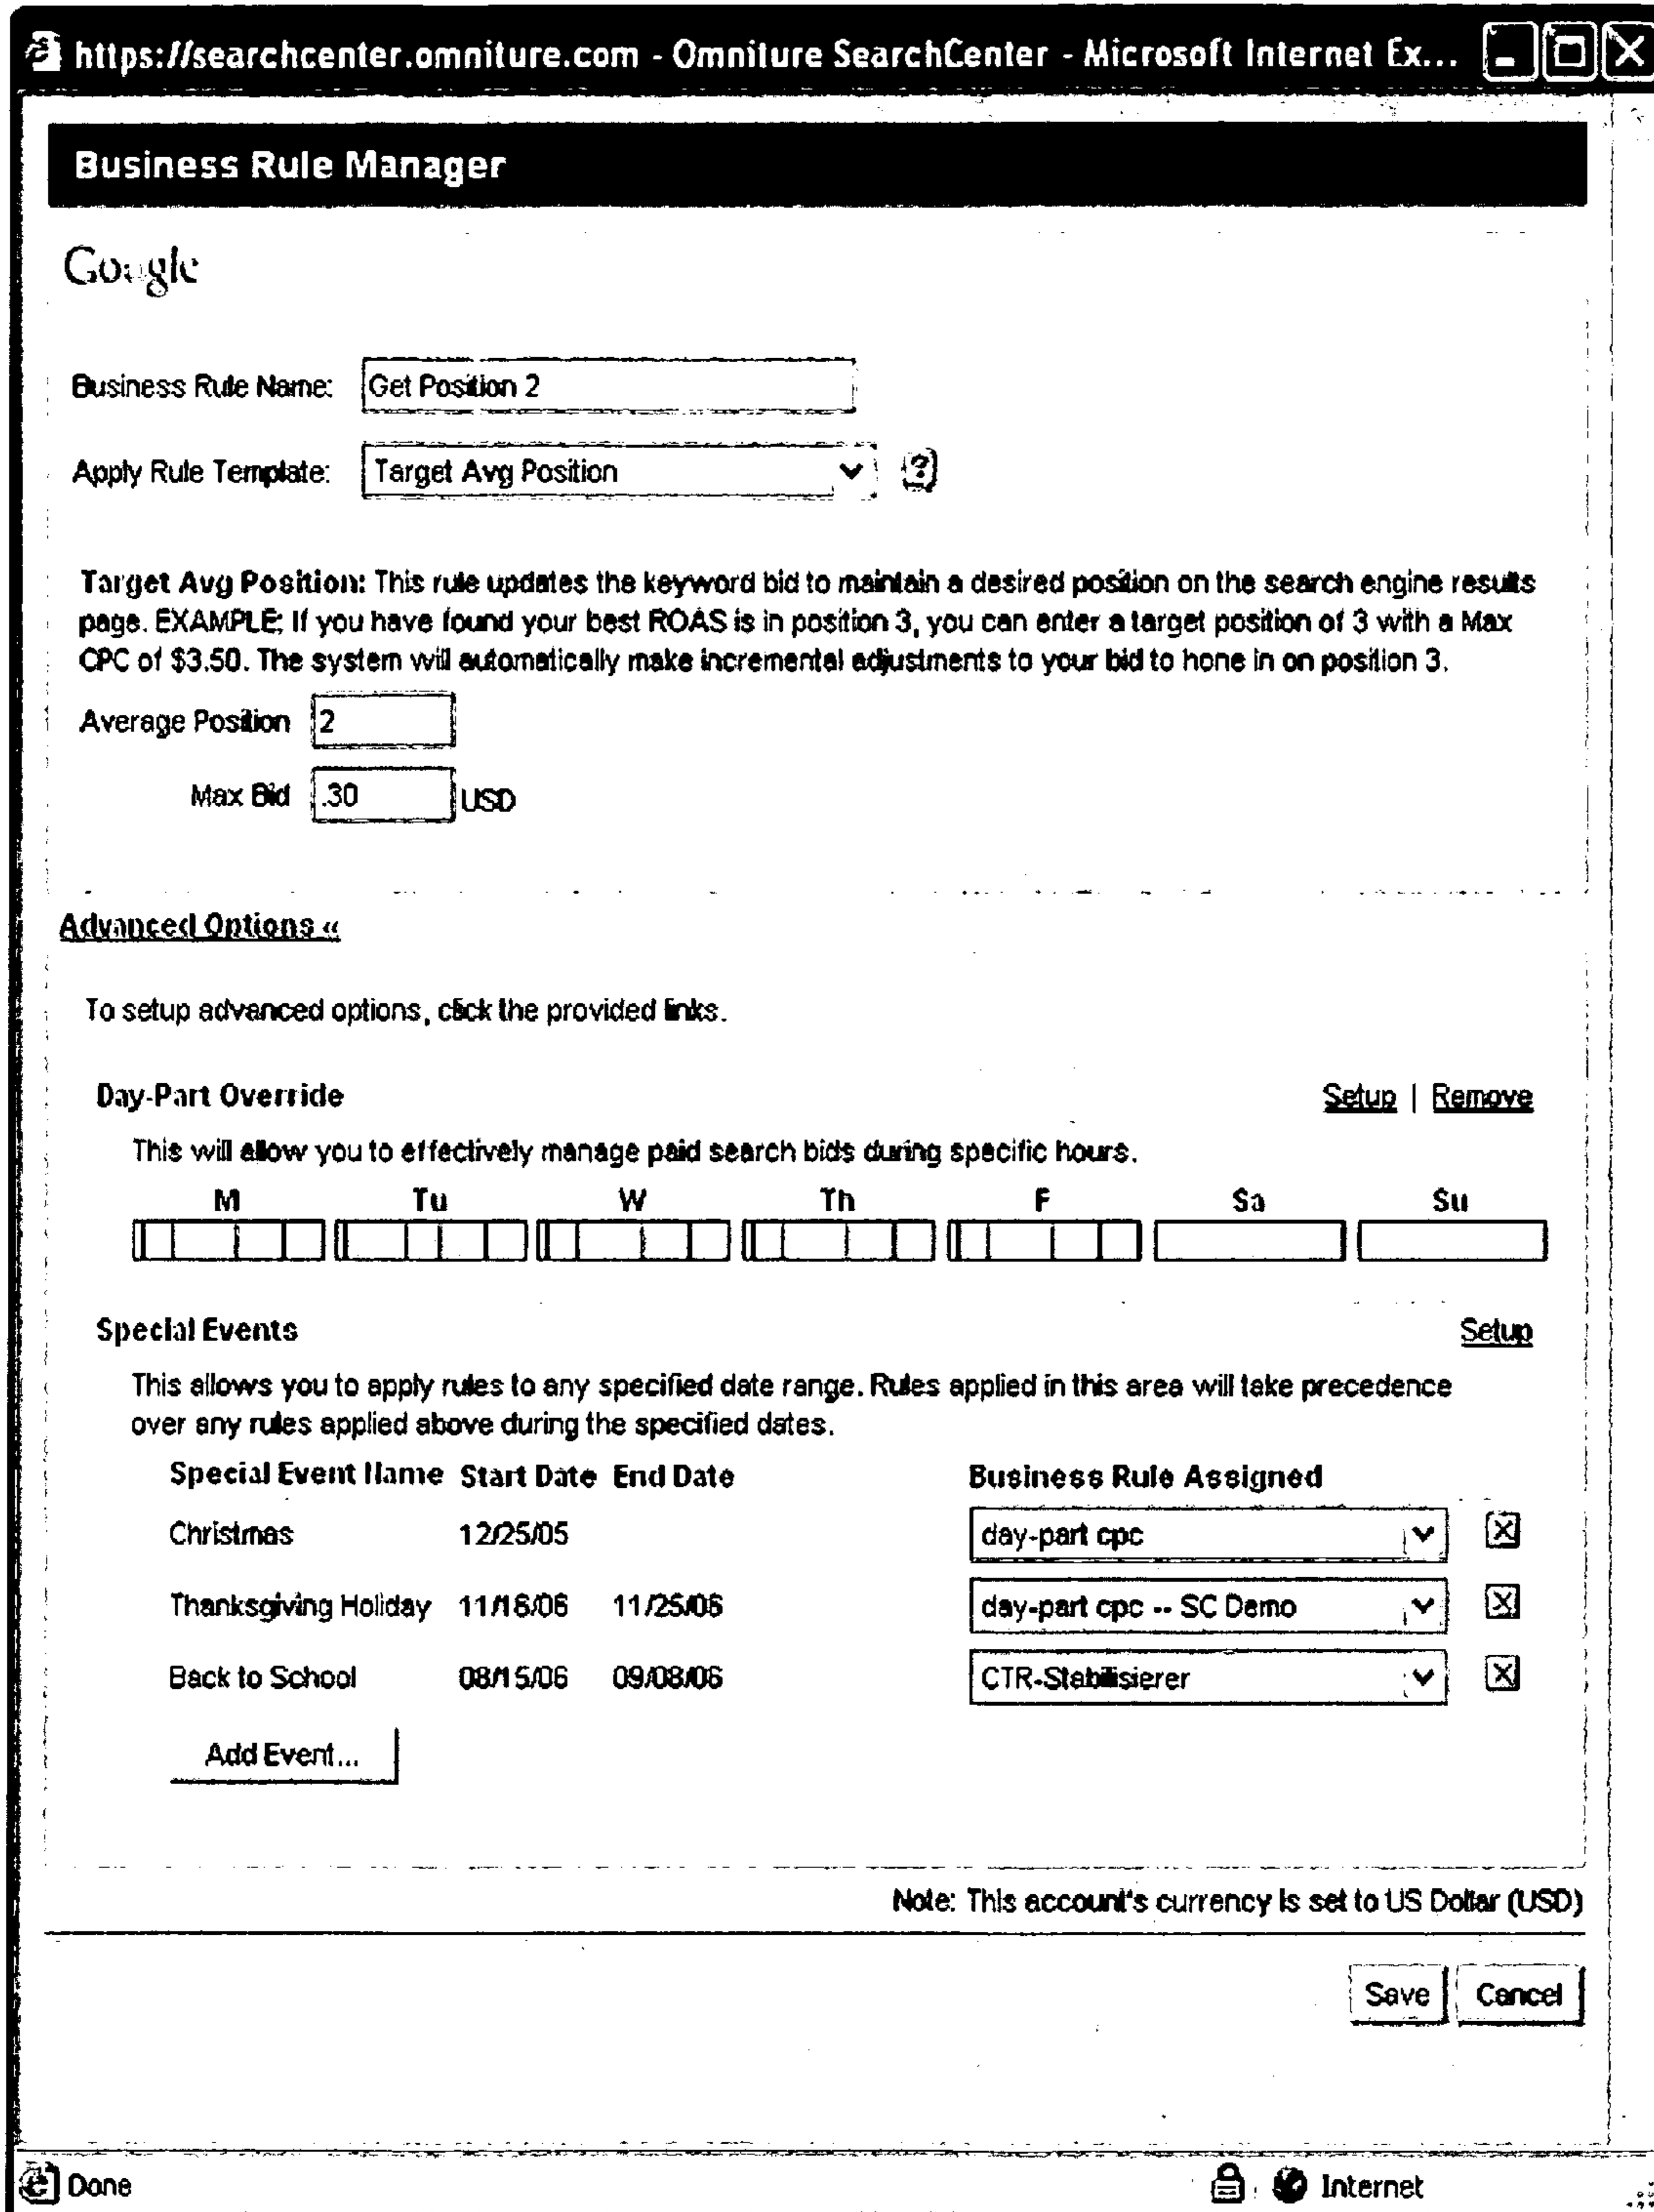 https://searchcenter.omniture.com - Omniture SearchCenter - Microsoft Internet Ex...
Business Rule Manager
Google
Business Rule Name: Get Position 2
Apply Rule Template: Target Avg Position ?
Target Avg Position: This rule updates the keyword bid to maintain a desired position on the search engine results
page. EXAMPLE: If you have found your best ROAS is in position 3, you can enter a target position of 3 with a Max
CPC of $3.50. The system will automatically make incremental adjustments to your bid to hone in on position 3.
Average Position 2
Max Bid .30 USD
Advanced Options «
To setup advanced options, click the provided links.
Day-Part Override Setup | Remove
This will allow you to effectively manage paid search bids during specific hours.
M Tu W Th F Sa Su
Special Events Setup
This allows you to apply rules to any specified date range. Rules applied in this area will take precedence
over any rules applied above during the specified dates.
Special Event Name Start Date End Date Business Rule Assigned
Christmas 12/25/05 day-part cpc
Thanksgiving Holiday 11/16/06 11/25/06 day-part cpc -- SC Demo
Back to School 08/15/06 09/08/06 CTR-Stabilisierer
Add Event...
Note: This account's currency is set to US Dollar (USD)
Save Cancel
Done Internet